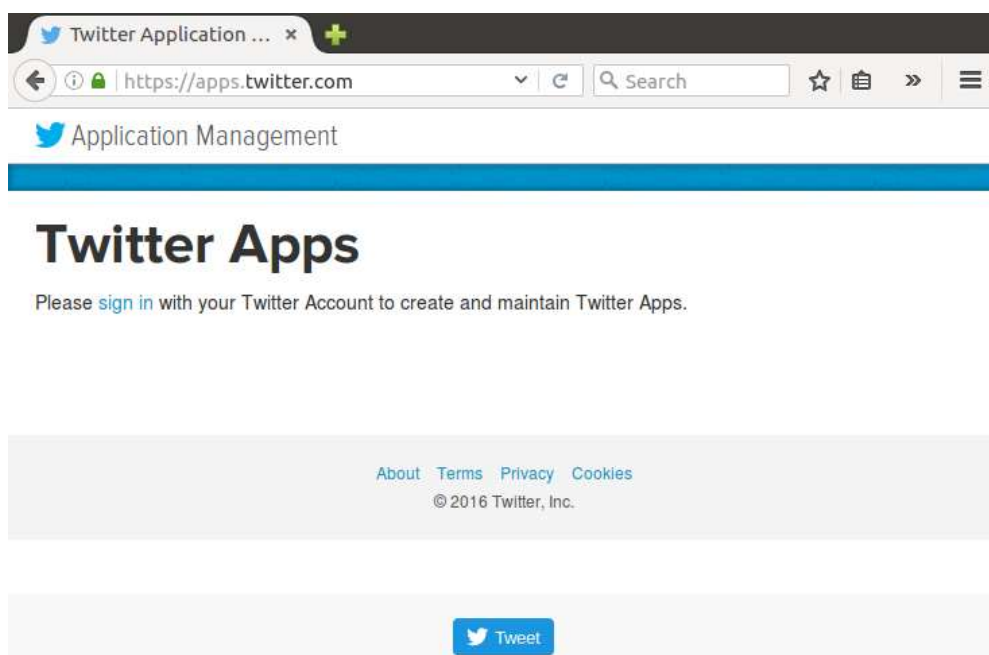 Twitter Application ...
https://apps.twitter.com
Search
Application Management
Twitter Apps
Please sign in with your Twitter Account to create and maintain Twitter Apps.
About Terms Privacy Cookies
© 2016 Twitter, Inc.
Tweet